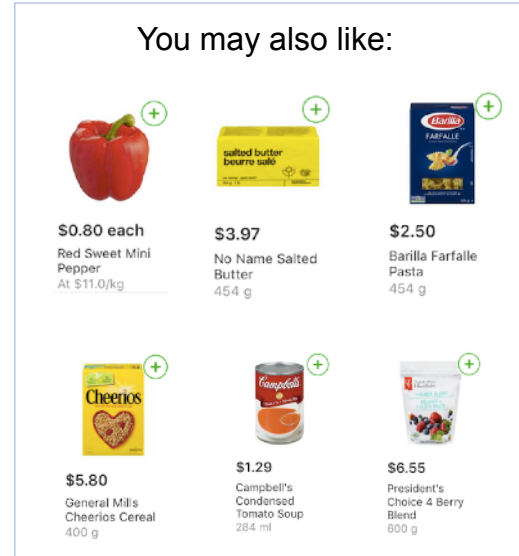 You may also like:
salted butter
beurre salé
Barilla
FARFALLE
$0.80 each
Red Sweet Mini
Pepper
At $11.0/kg
$3.97
No Name Salted
Butter
454 g
$2.50
Barilla Farfalle
Pasta
454 g
Cheerios
Campbell's
$5.80
General Mills
Cheerios Cereal
400 g
$1.29
Campbell's
Condensed
Tomato Soup
284 ml
$6.55
President's
Choice 4 Berry
Blend
600 g